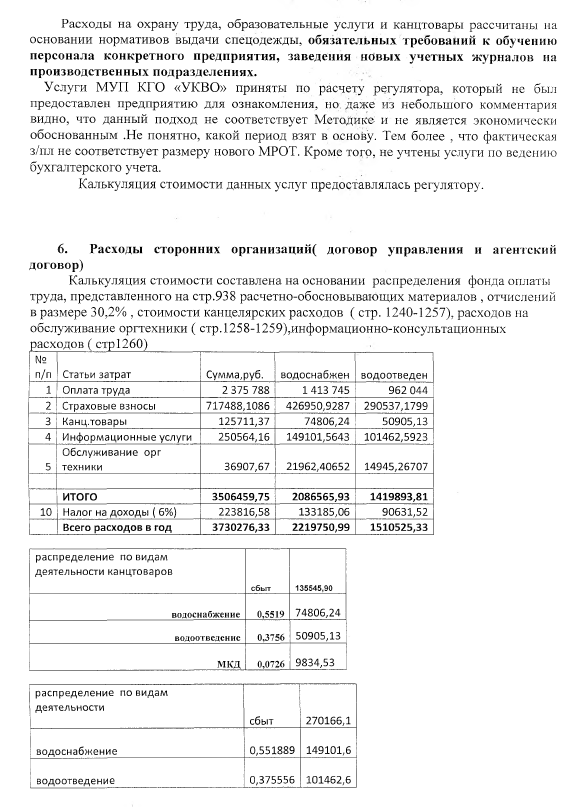 Расходы на охрану труда, образовательные услуги и канцтовары рассчитаны на
основании нормативов выдачи спецодежды, обязательных требований к обучению
персонала конкретного предприятия, заведения новых учетных журналов на
производственных подразделениях.
Услуги МУП КГО «УКВО» приняты по расчету регулятора, который не был
предоставлен предприятию для ознакомления, но даже из небольшого комментария
видно, что данный подход не соответствует Методике и не является экономически
обоснованным .Не понятно, какой период взят в основу. Тем более , что фактическая
з/пл не соответствует размеру нового МРОТ. Кроме того, не учтены услуги по ведению
бухгалтерского учета.
Калькуляция стоимости данных услуг предоставлялась регулятору.
6. Расходы сторонних организаций( договор управления и агентский
договор)
Калькуляция стоимости составлена на основании распределения фонда оплаты
труда, представленного на стр.938 расчетно-обосновывающих материалов , отчислений
в размере 30,2% , стоимости канцелярских расходов ( стр. 1240-1257), расходов на
обслуживание оргтехники ( стр.1258-1259),информационно-консультационных
расходов ( стр1260)
№
п/п Статьи затрат Сумма,руб. водоснабжен водоотведен
1 Оплата труда 2 375 788 1 413 745 962 044
2 Страховые взносы 717488,1086 426950,9287 290537,1799
3 Канц.товары 125711,37 74806,24 50905,13
4 Информационные услуги 250564,16 149101,5643 101462,5923
Обслуживание орг
5 техники 36907,67 21962,40652 14945,26707
ИТОГО 3506459,75 2086565,93 1419893,81
10 Налог на доходы ( 6%) 223816,58 133185,06 90631,52
Всего расходов в год 3730276,33 2219750,99 1510525,33
распределение по видам
деятельности канцтоваров
сбыт 135545,90
водоснабжение 0,5519 74806,24
водоотведение 0,3756 50905,13
МКД 0,0726 9834,53
распределение по видам
деятельности
сбыт 270166,1
водоснабжение 0,551889 149101,6
водоотведение 0,375556 101462,6